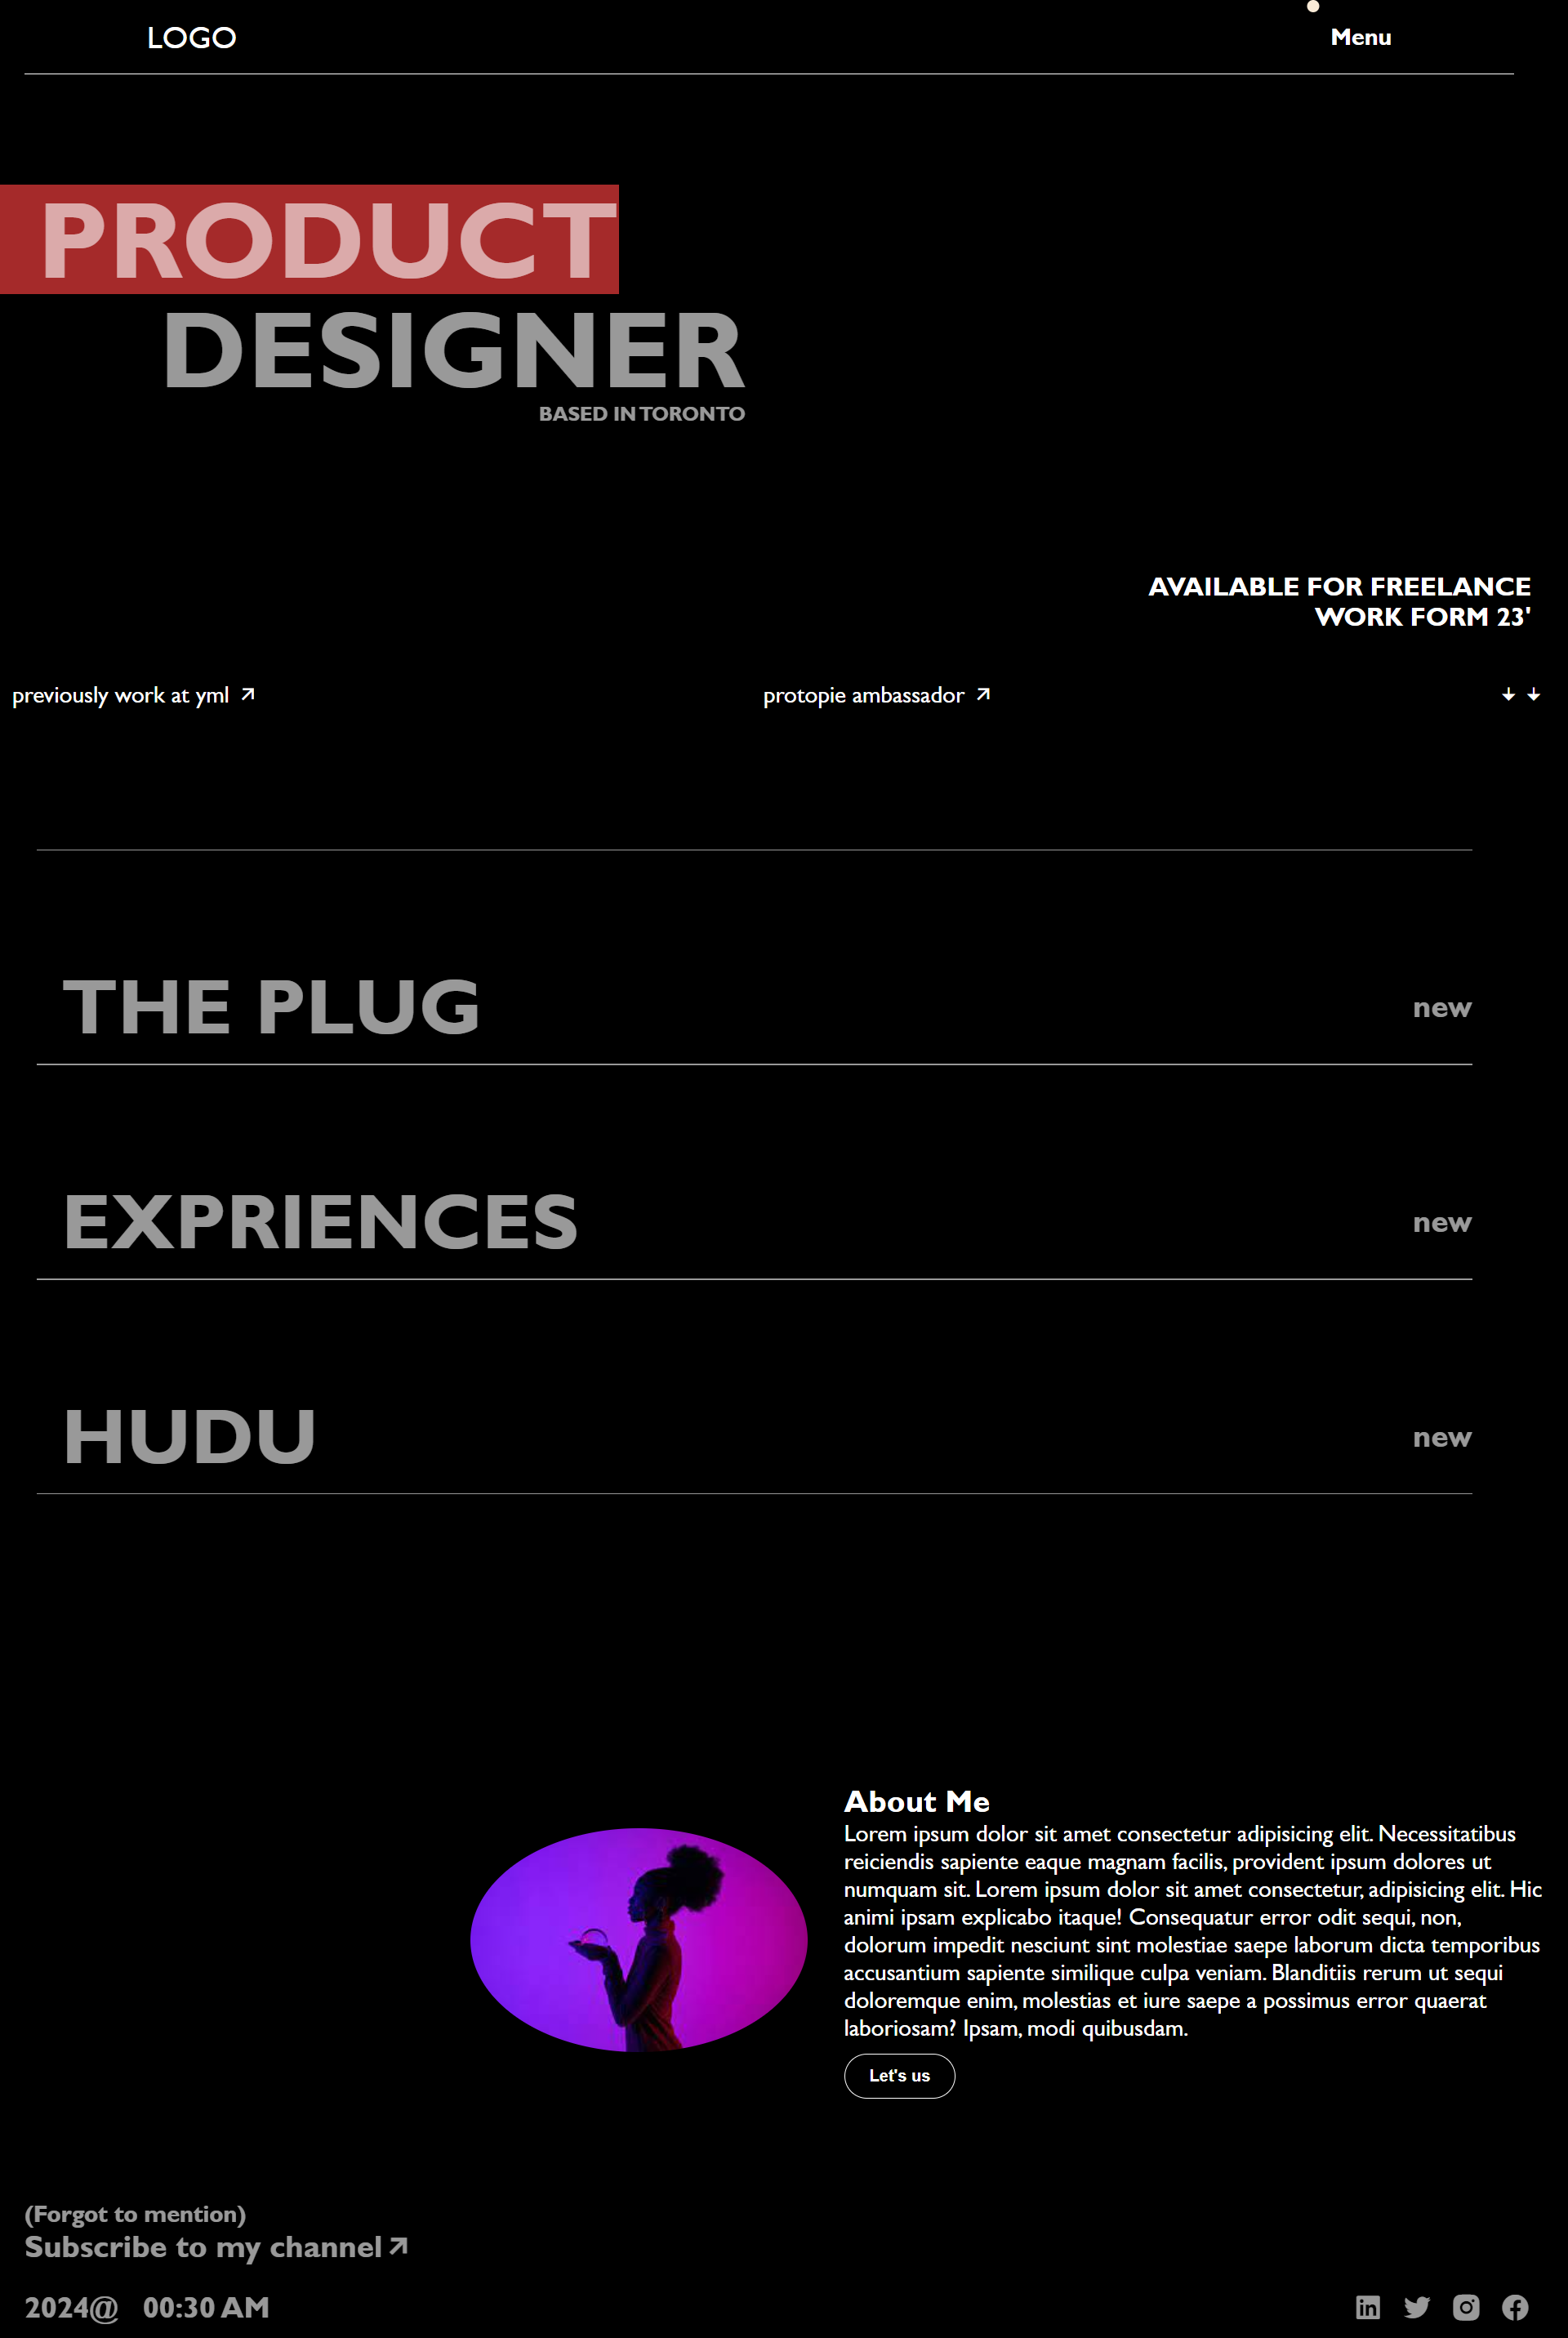 LOGO
Menu
PRODUCT
DESIGNER
BASED IN TORONTO
AVAILABLE FOR FREELANCE
WORK FORM 23'
previously work at yml
protopie ambassador
THE PLUG
new
EXPRIENCES
new
HUDU
new
About Me
Lorem ipsum dolor sit amet consectetur adipisicing elit. Necessitatibus
reiciendis sapiente eaque magnam facilis, provident ipsum dolores ut
numquam sit. Lorem ipsum dolor sit amet consectetur, adipisicing elit. Hic
animi ipsam explicabo itaque! Consequatur error odit sequi, non,
dolorum impedit nesciunt sint molestiae saepe laborum dicta temporibus
accusantium sapiente similique culpa veniam. Blanditiis rerum ut sequi
doloremque enim, molestias et iure saepe a possimus error quaerat
laboriosam? Ipsam, modi quibusdam.
Let's us
(Forgot to mention)
Subscribe to my channel
2024@ 00:30 AM